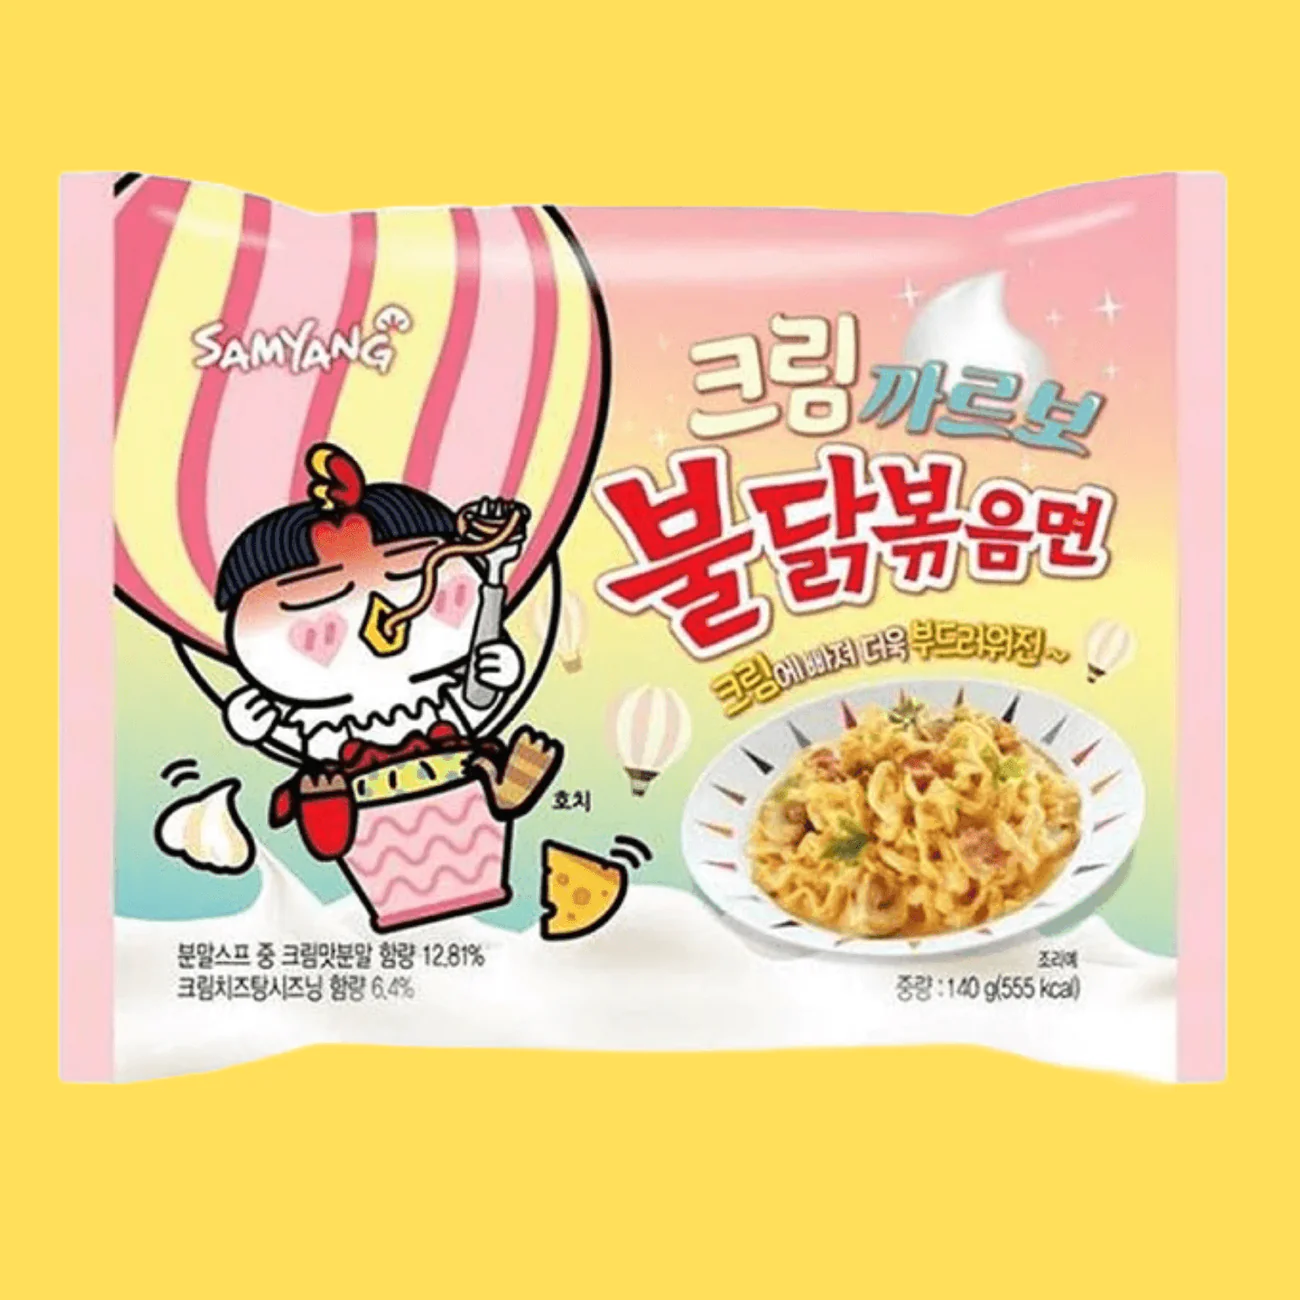 SAMYANG
크림 까르보
불닭볶음면
크림에 빠져 더욱 부드러워진~
호치
분말스프 중 크림맛분말 함량 12.81%
크림치즈탕시즈닝 함량 6.4%
조리예
중량 : 140 g(555 kcal)